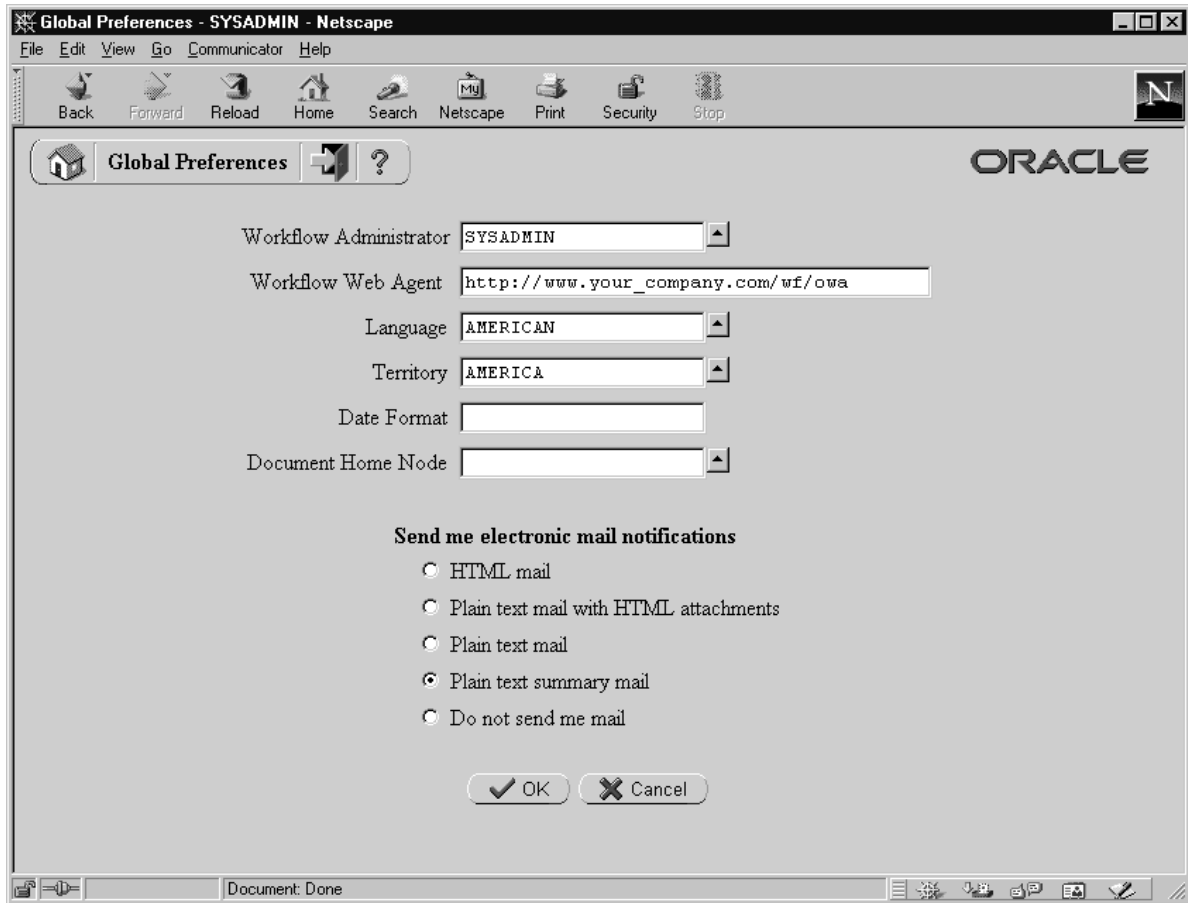 Global Preferences - SYSADMIN - Netscape
File Edit View Go Communicator Help
My
N
Back Forward Reload Home Search Netscape Print Security Stop
Global Preferences ? ORACLE
Workflow Administrator SYSADMIN
Workflow Web Agent http://www.your_company.com/wf/owa
Language AMERICAN
Territory AMERICA
Date Format
Document Home Node
Send me electronic mail notifications
HTML mail
Plain text mail with HTML attachments
Plain text mail
Plain text summary mail
Do not send me mail
OK Cancel
Document: Done